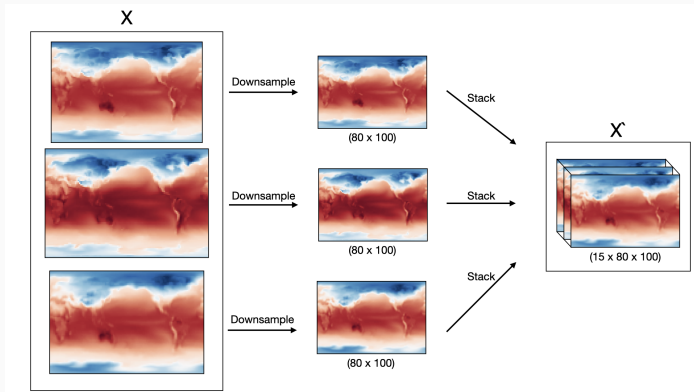 X
Downsample
(80 x 100)
Stack
X`
Downsample
(80 x 100)
Stack
(15 x 80 x 100)
Downsample
(80 x 100)
Stack